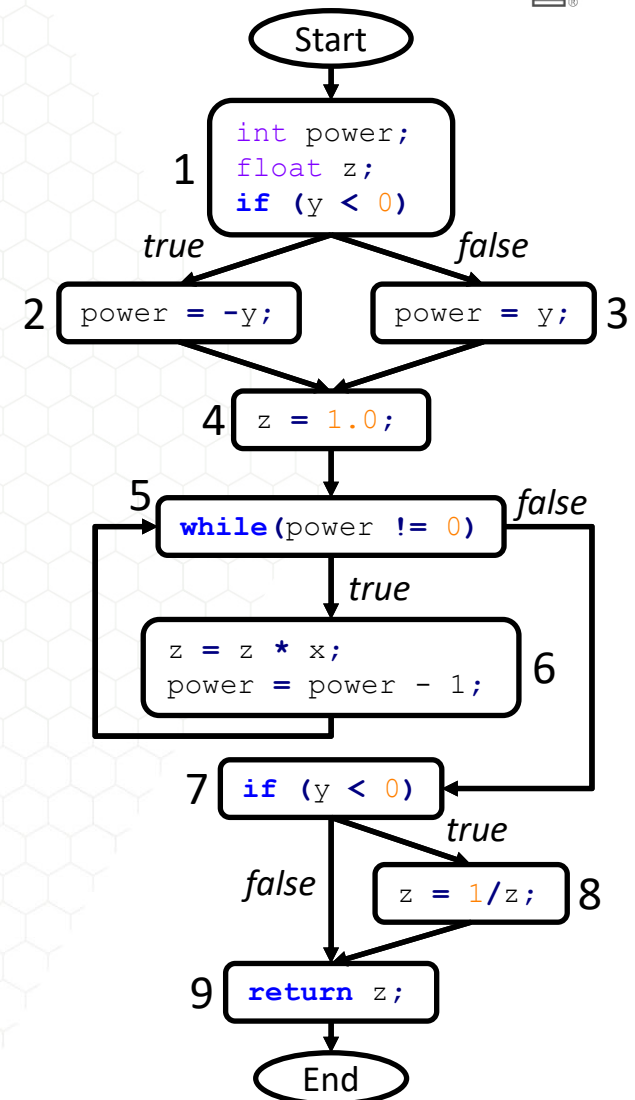 ®
Start
1
int power;
float z;
if (y < 0)
true
false
2
power = -y;
power = y;
3
4
z = 1.0;
5
while(power != 0)
false
true
z = z * x;
power = power - 1;
6
7
if (y < 0)
true
false
z = 1/z;
8
9
return z;
End